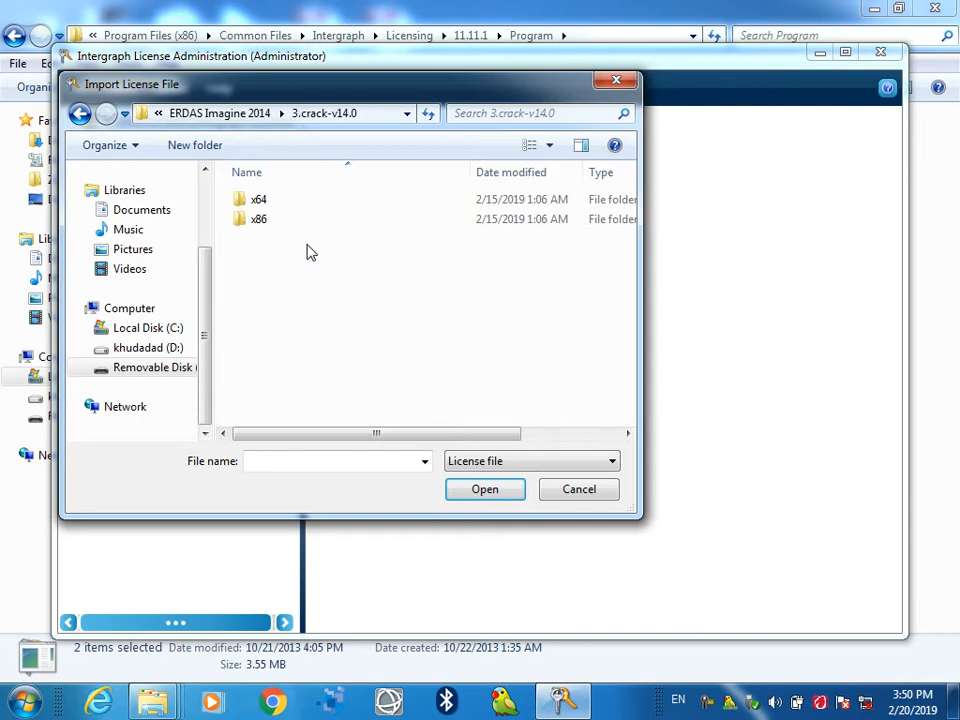 Program Files (x86) Common Files Intergraph Licensing 11.11.1 Program Search Program
File
Intergraph License Administration (Administrator)
Organi
Import License File
ERDAS Imagine 2014 3.crack-v14.0 Search 3.crack-v14.0
Organize New folder
Name Date modified Type
x64 2/15/2019 1:06 AM File folder
x86 2/15/2019 1:06 AM File folder
Libraries
Documents
Music
Pictures
Videos
Computer
Local Disk (C:)
khudadad (D:)
Removable Disk (
Network
File name: License file
Open Cancel
2 items selected Date modified: 10/21/2013 4:05 PM Date created: 10/22/2013 1:35 AM
Size: 3.55 MB
EN
3:50 PM
2/20/2019